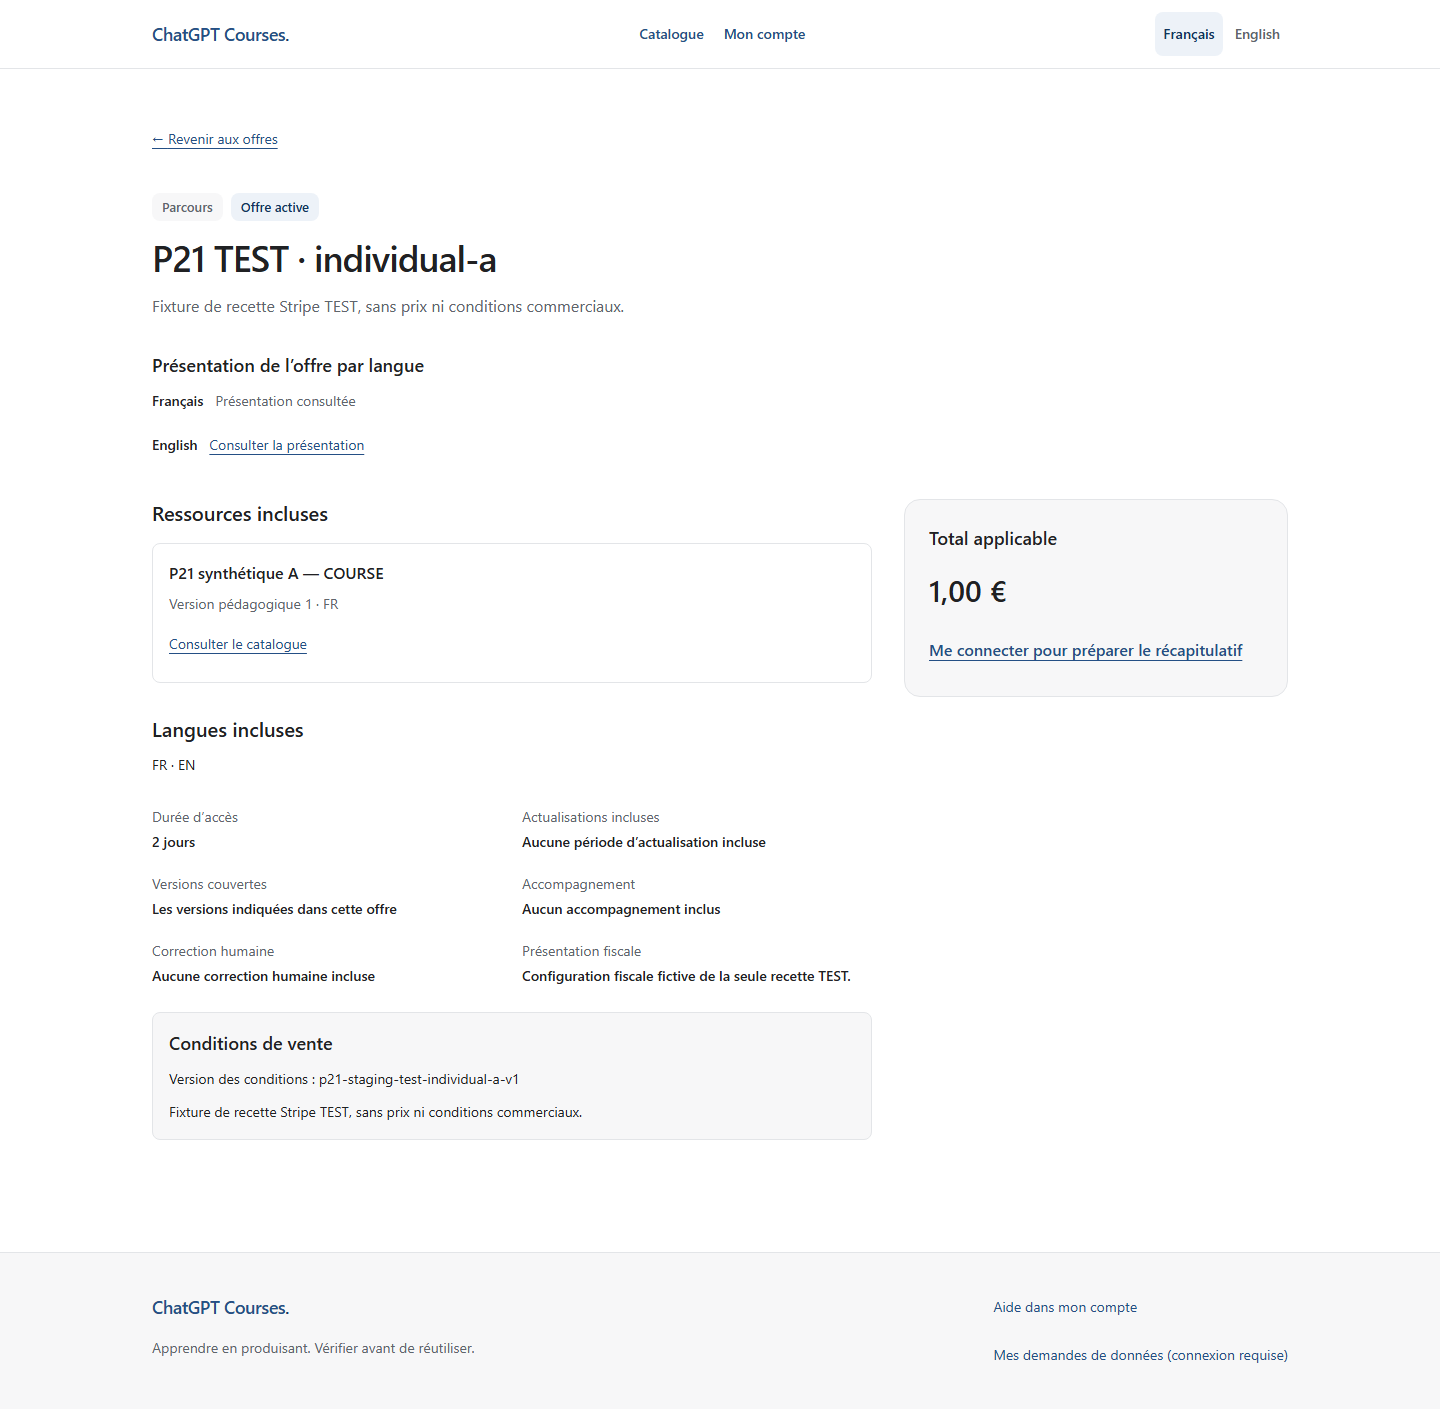 ChatGPT Courses.
Catalogue
Mon compte
Français
English
← Revenir aux offres
Parcours
Offre active
P21 TEST · individual-a
Fixture de recette Stripe TEST, sans prix ni conditions commerciaux.
Présentation de l’offre par langue
Français Présentation consultée
English Consulter la présentation
Ressources incluses
P21 synthétique A — COURSE
Version pédagogique 1 · FR
Consulter le catalogue
Total applicable
1,00 €
Me connecter pour préparer le récapitulatif
Langues incluses
FR · EN
Durée d’accès
2 jours
Actualisations incluses
Aucune période d’actualisation incluse
Versions couvertes
Les versions indiquées dans cette offre
Accompagnement
Aucun accompagnement inclus
Correction humaine
Aucune correction humaine incluse
Présentation fiscale
Configuration fiscale fictive de la seule recette TEST.
Conditions de vente
Version des conditions : p21-staging-test-individual-a-v1
Fixture de recette Stripe TEST, sans prix ni conditions commerciaux.
ChatGPT Courses.
Apprendre en produisant. Vérifier avant de réutiliser.
Aide dans mon compte
Mes demandes de données (connexion requise)